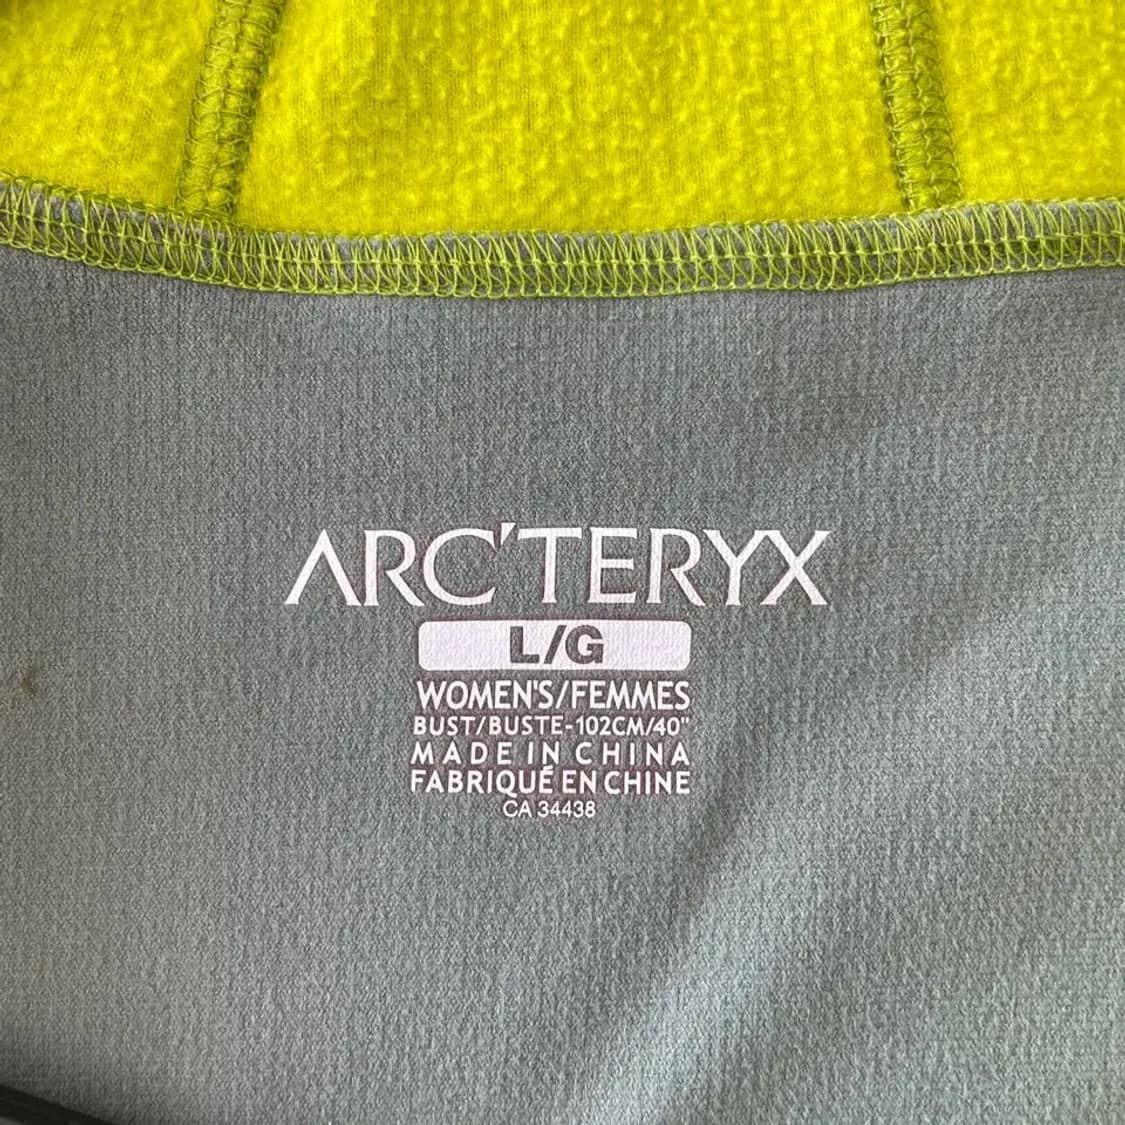 ARC'TERYX
L/G
WOMEN'S/FEMMES
BUST/BUSTE-102CM/40"
MADE IN CHINA
FABRIQUÉ EN CHINE
CA 34438